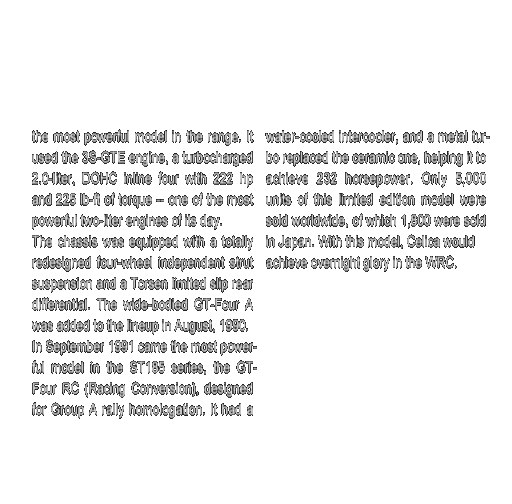 the most powerful model in the range. It
used the 3S-GTE engine, a turbocharged
2.0-liter, DOHC inline four with 222 hp
and 225 lb-ft of torque – one of the most
powerful two-liter engines of its day.
The chassis was equipped with a totally
redesigned four-wheel independent strut
suspension and a Torsen limited slip rear
differential. The wide-bodied GT-Four A
was added to the lineup in August, 1990.
In September 1991 came the most power-
ful model in the ST185 series, the GT-
Four RC (Racing Conversion), designed
for Group A rally homologation. It had a
water-cooled intercooler, and a metal tur-
bo replaced the ceramic one, helping it to
achieve 232 horsepower. Only 5,000
units of this limited edition model were
sold worldwide, of which 1,800 were sold
in Japan. With this model, Celica would
achieve overnight glory in the WRC.